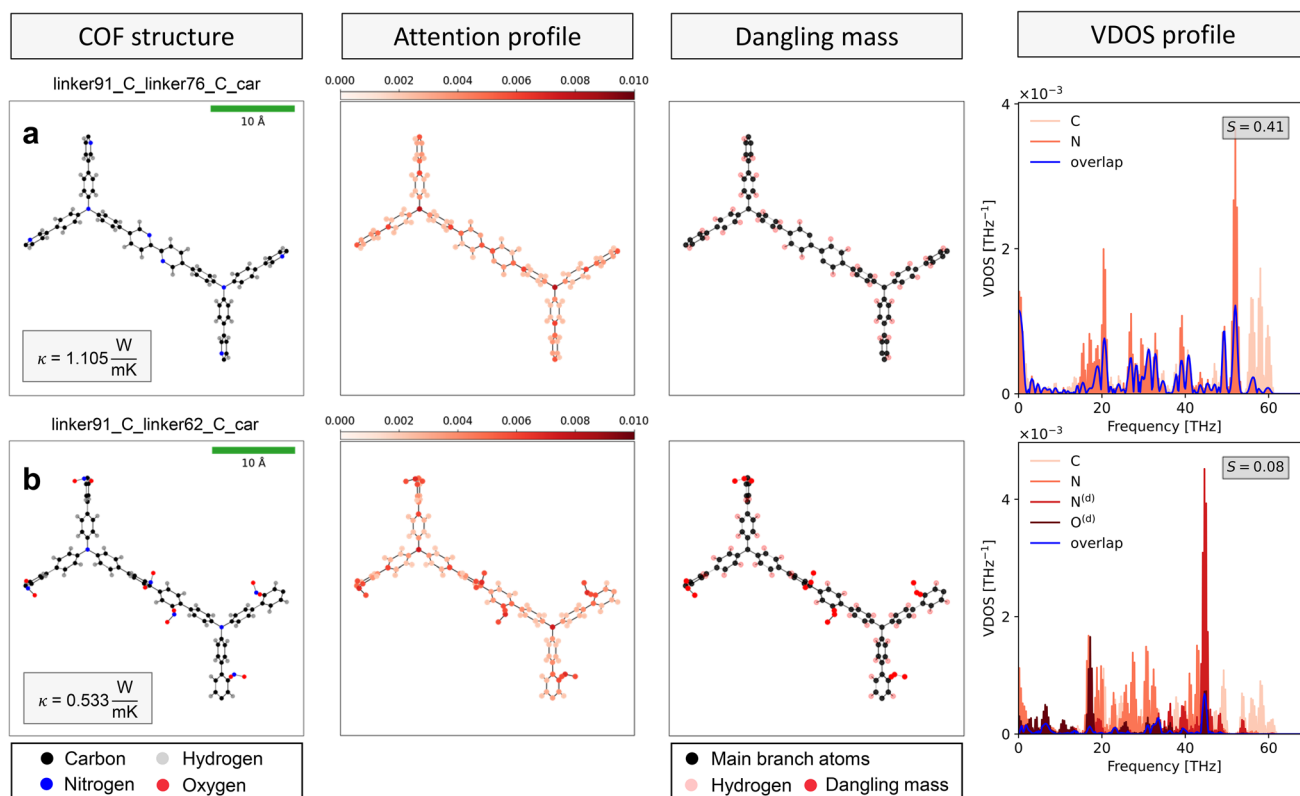 COF structure
Attention profile
Dangling mass
VDOS profile
linker91_C_linker76_C_car
0.000 0.002 0.004 0.006 0.008 0.010
a
10 Å
κ = 1.105 W/mK
×10⁻³
4
2
0
VDOS [THz⁻¹]
C
N
overlap
S = 0.41
0 20 40 60
Frequency [THz]
linker91_C_linker62_C_car
0.000 0.002 0.004 0.006 0.008 0.010
b
10 Å
κ = 0.533 W/mK
×10⁻³
4
2
0
VDOS [THz⁻¹]
C
N
N⁽ᵈ⁾
O⁽ᵈ⁾
overlap
S = 0.08
0 20 40 60
Frequency [THz]
Carbon Hydrogen
Nitrogen Oxygen
Main branch atoms
Hydrogen Dangling mass